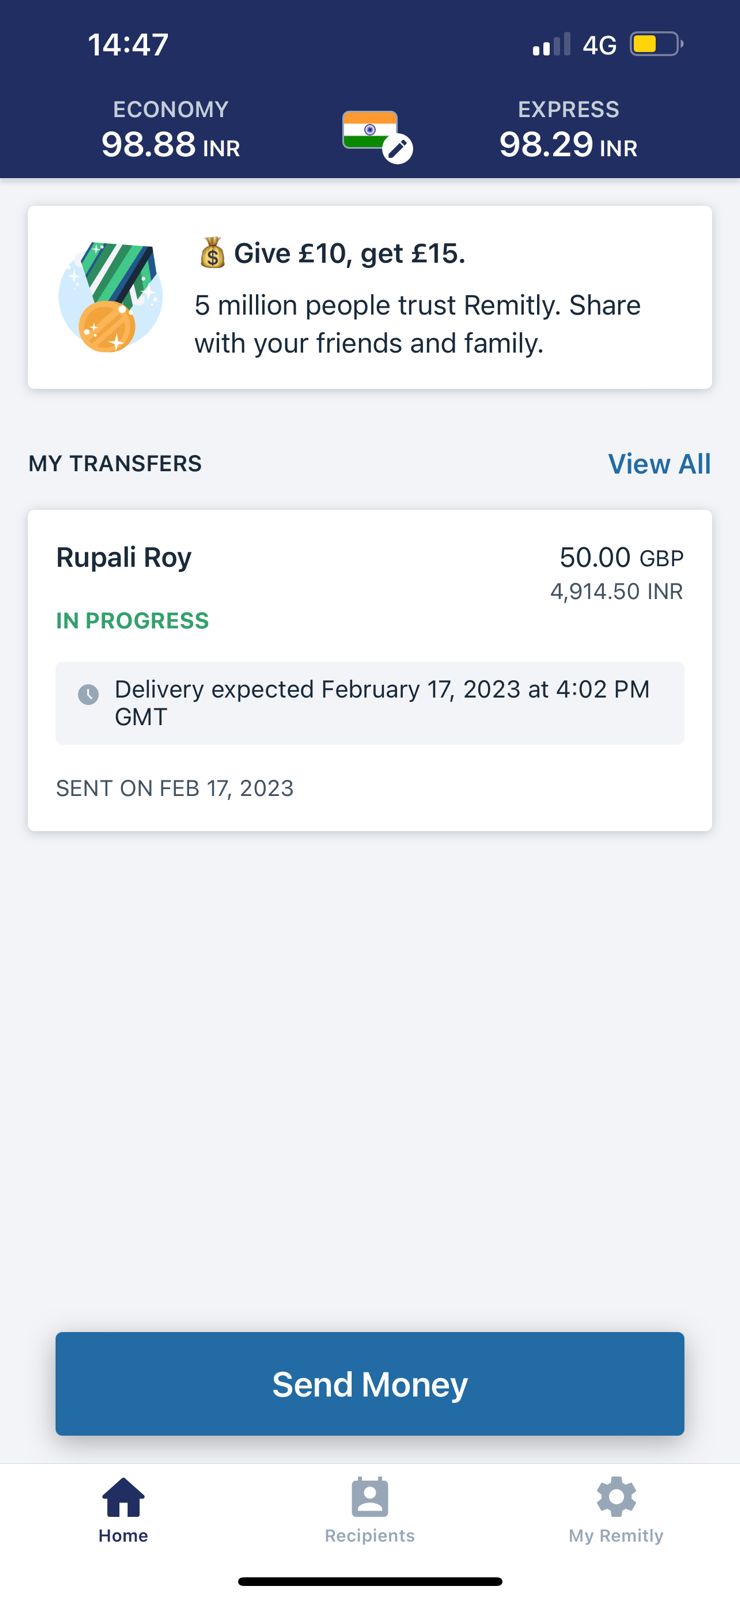 14:47
4G
ECONOMY
98.88 INR
EXPRESS
98.29 INR
Give £10, get £15.
5 million people trust Remitly. Share
with your friends and family.
MY TRANSFERS
View All
Rupali Roy
50.00 GBP
4,914.50 INR
IN PROGRESS
Delivery expected February 17, 2023 at 4:02 PM
GMT
SENT ON FEB 17, 2023
Send Money
Home
Recipients
My Remitly